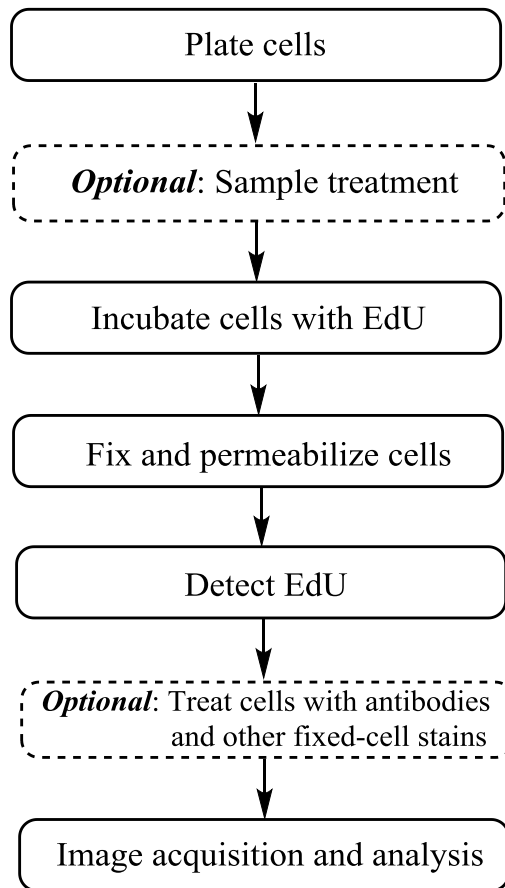 Plate cells
Optional: Sample treatment
Incubate cells with EdU
Fix and permeabilize cells
Detect EdU
Optional: Treat cells with antibodies
and other fixed-cell stains
Image acquisition and analysis